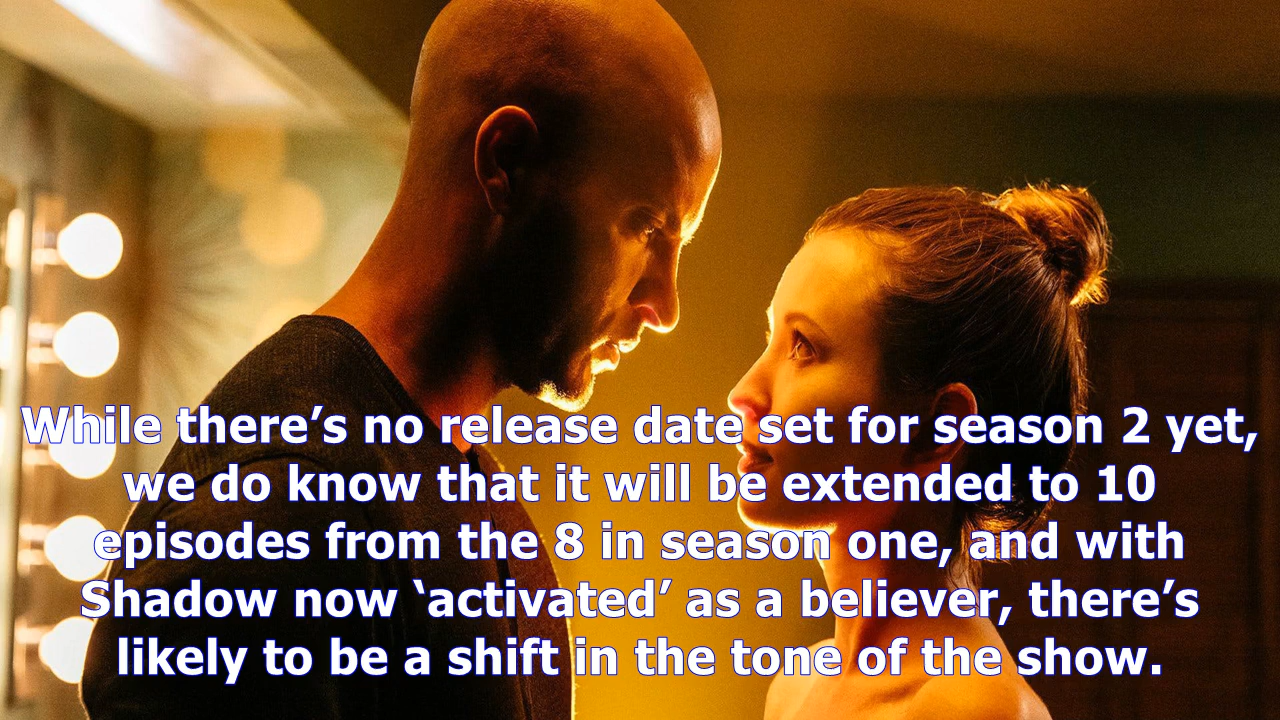 While there’s no release date set for season 2 yet,
we do know that it will be extended to 10
episodes from the 8 in season one, and with
Shadow now ‘activated’ as a believer, there’s
likely to be a shift in the tone of the show.